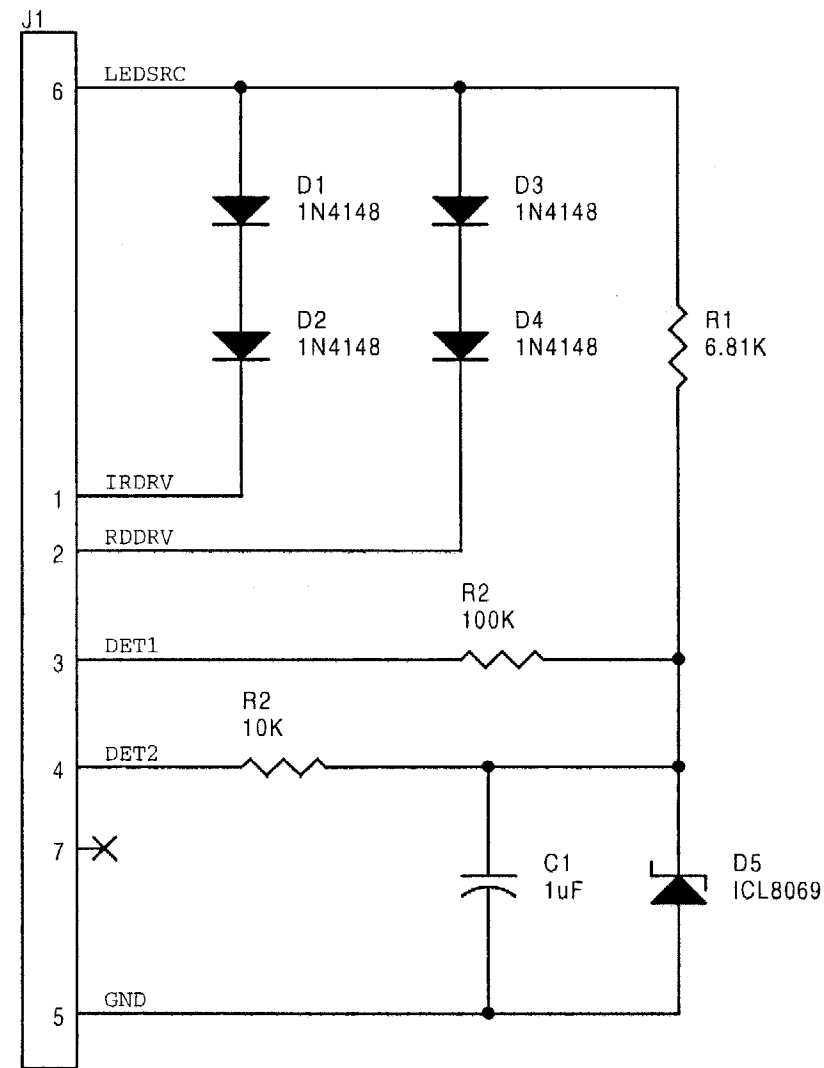 J1
6 LEDSRC
D1
1N4148
D3
1N4148
D2
1N4148
D4
1N4148
R1
6.81K
1 IRDRV
2 RDDRV
R2
100K
3 DET1
R2
10K
4 DET2
7
C1
1uF
D5
ICL8069
5 GND